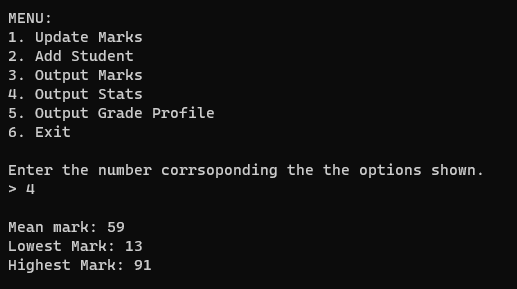 MENU:
1. Update Marks
2. Add Student
3. Output Marks
4. Output Stats
5. Output Grade Profile
6. Exit
Enter the number corrsoponding the the options shown.
> 4
Mean mark: 59
Lowest Mark: 13
Highest Mark: 91